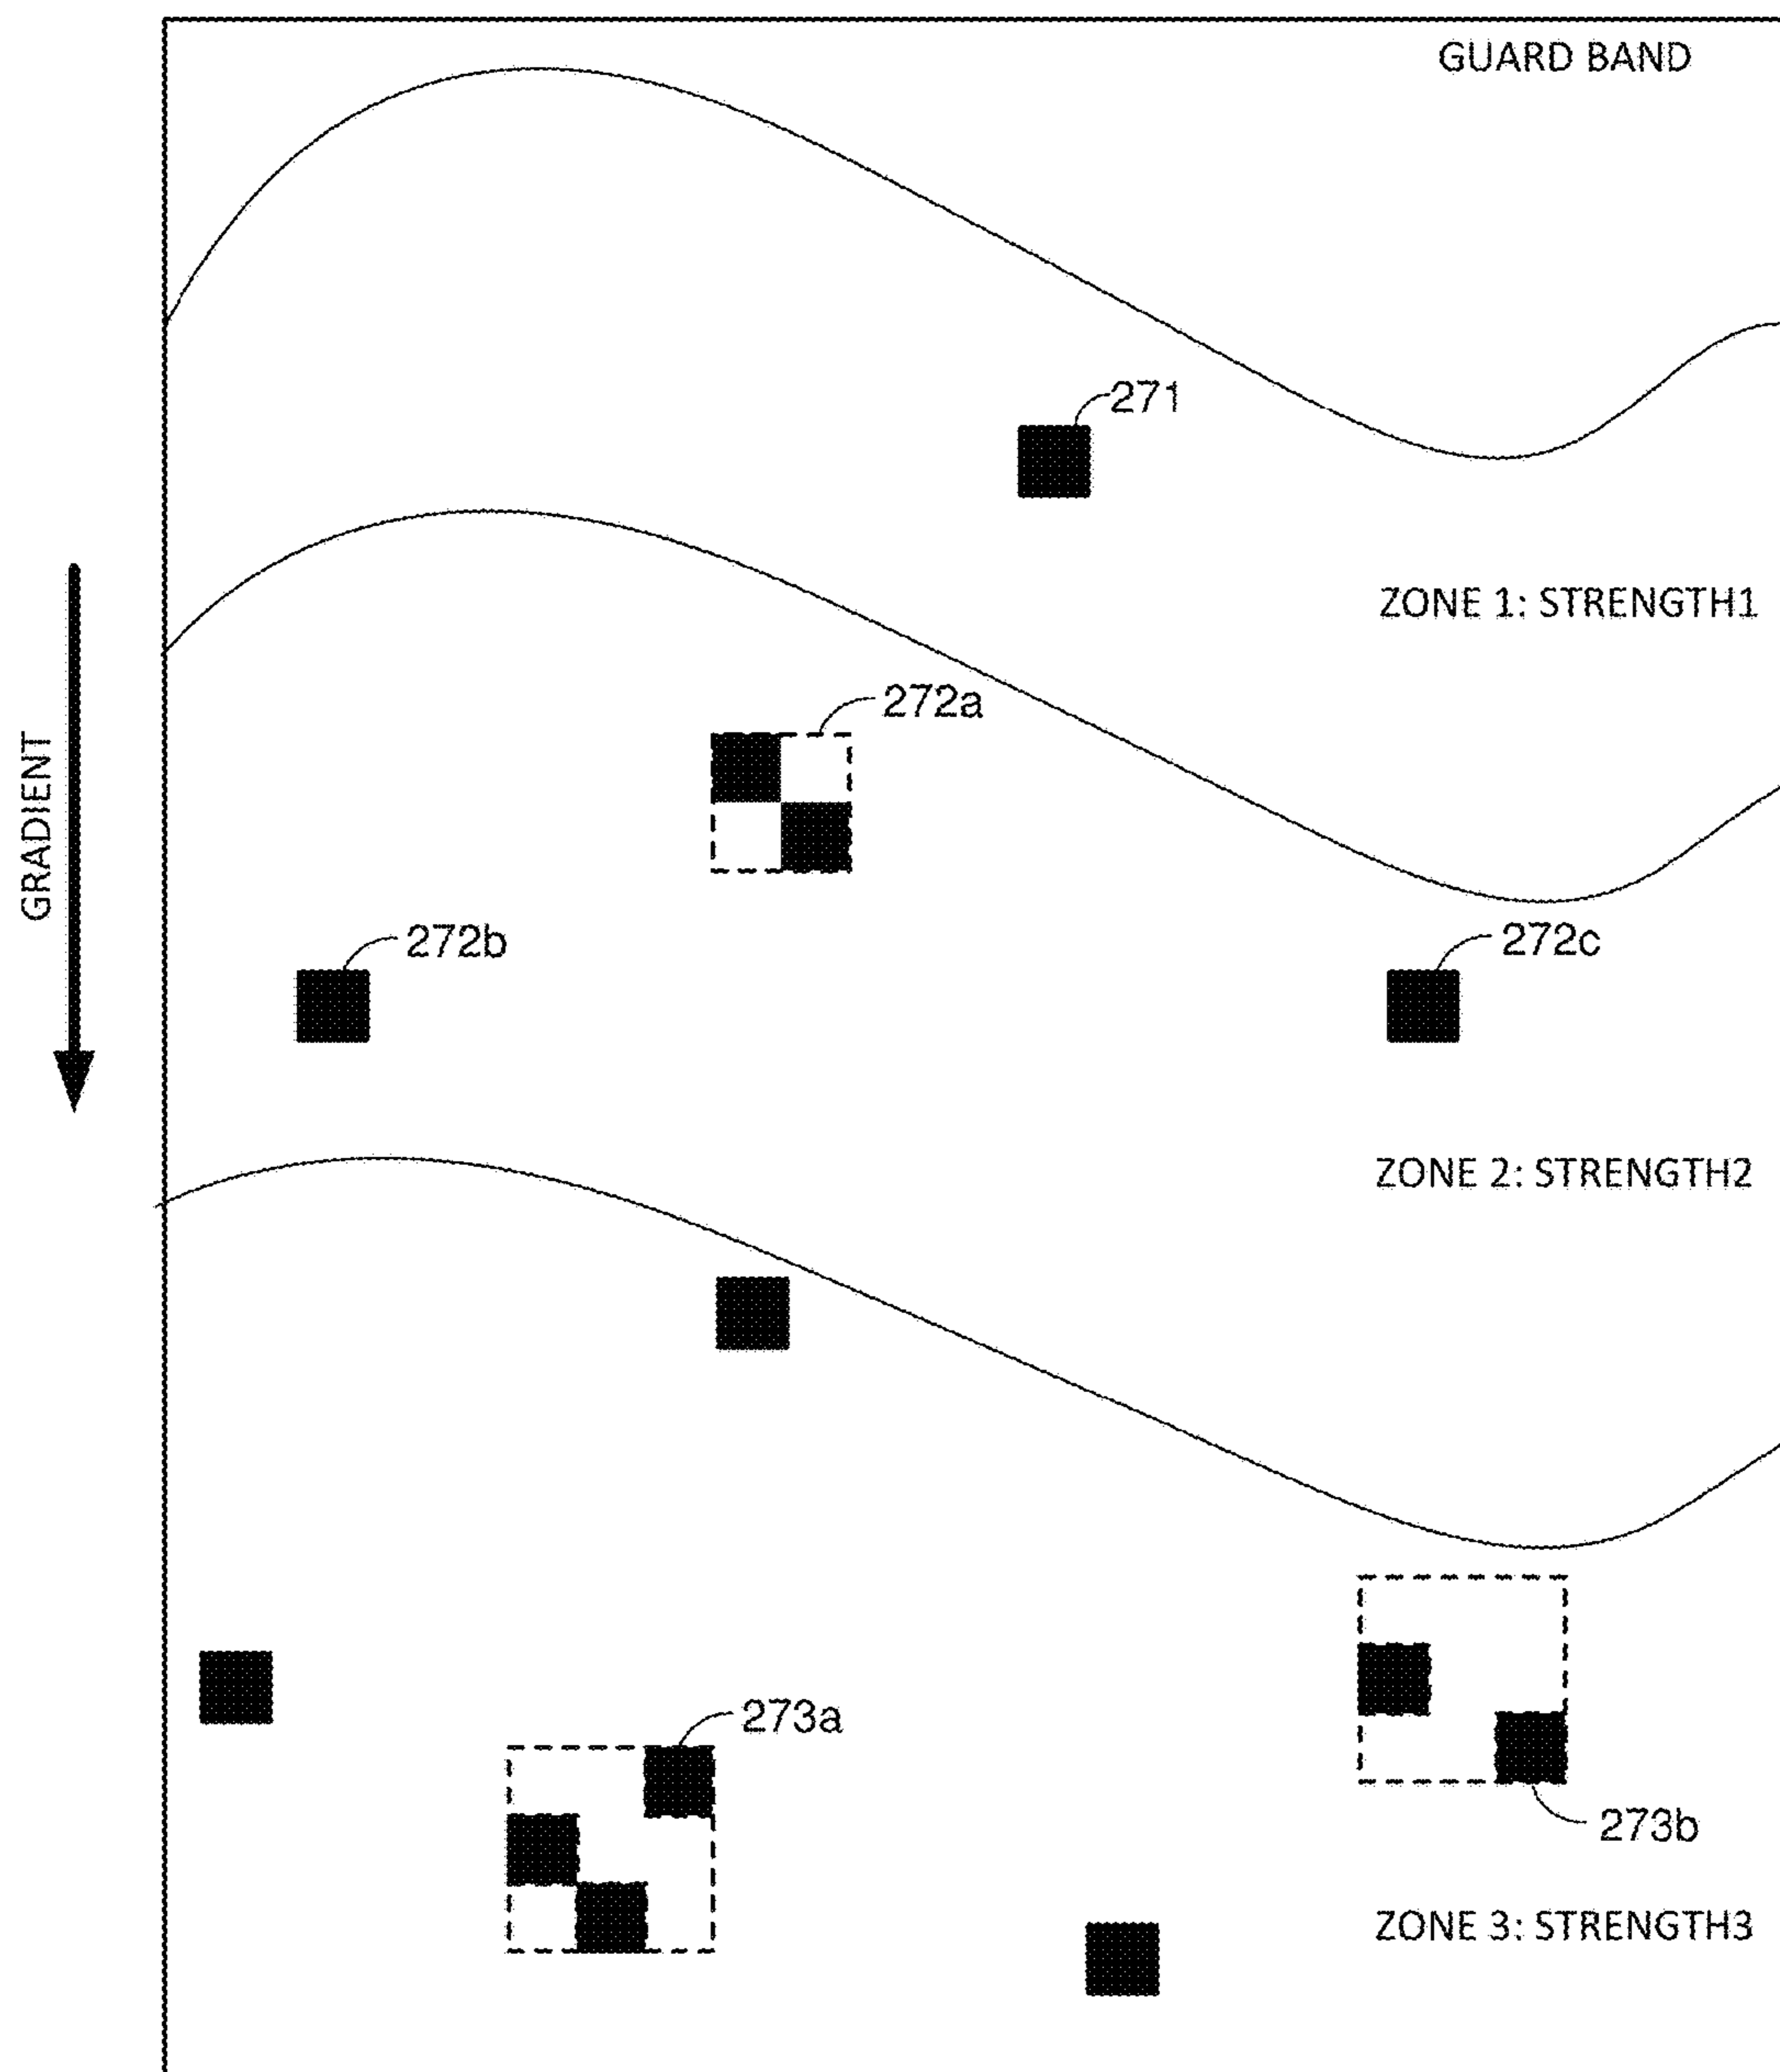 GUARD BAND
271
ZONE 1: STRENGTH1
272a
GRADIENT
272b
272c
ZONE 2: STRENGTH2
273a
273b
ZONE 3: STRENGTH3